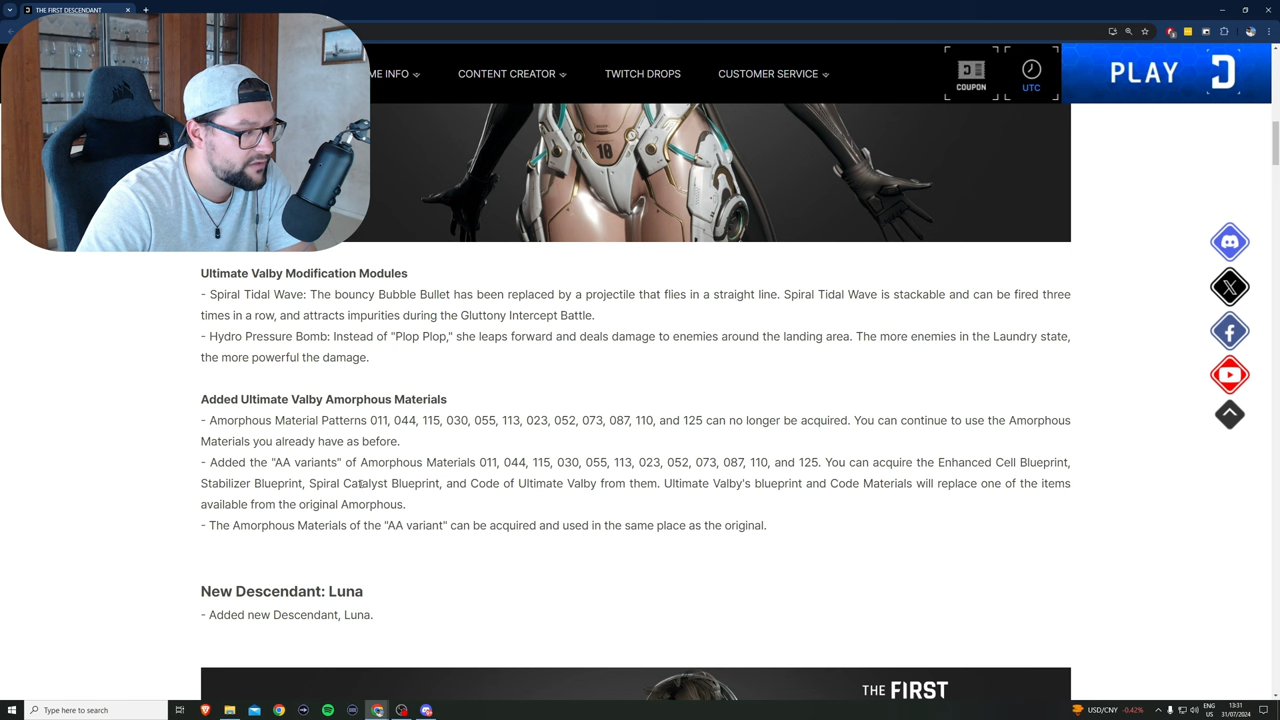 THE FIRST DESCENDANT
ME INFO
CONTENT CREATOR
TWITCH DROPS
CUSTOMER SERVICE
COUPON
UTC
PLAY
18
Ultimate Valby Modification Modules
- Spiral Tidal Wave: The bouncy Bubble Bullet has been replaced by a projectile that flies in a straight line. Spiral Tidal Wave is stackable and can be fired three
times in a row, and attracts impurities during the Gluttony Intercept Battle.
- Hydro Pressure Bomb: Instead of "Plop Plop," she leaps forward and deals damage to enemies around the landing area. The more enemies in the Laundry state,
the more powerful the damage.
Added Ultimate Valby Amorphous Materials
- Amorphous Material Patterns 011, 044, 115, 030, 055, 113, 023, 052, 073, 087, 110, and 125 can no longer be acquired. You can continue to use the Amorphous
Materials you already have as before.
- Added the "AA variants" of Amorphous Materials 011, 044, 115, 030, 055, 113, 023, 052, 073, 087, 110, and 125. You can acquire the Enhanced Cell Blueprint,
Stabilizer Blueprint, Spiral Catalyst Blueprint, and Code of Ultimate Valby from them. Ultimate Valby's blueprint and Code Materials will replace one of the items
available from the original Amorphous.
- The Amorphous Materials of the "AA variant" can be acquired and used in the same place as the original.
New Descendant: Luna
- Added new Descendant, Luna.
THE FIRST
Type here to search
USD/CNY -0.42%
ENG
US
13:31
31/07/2024